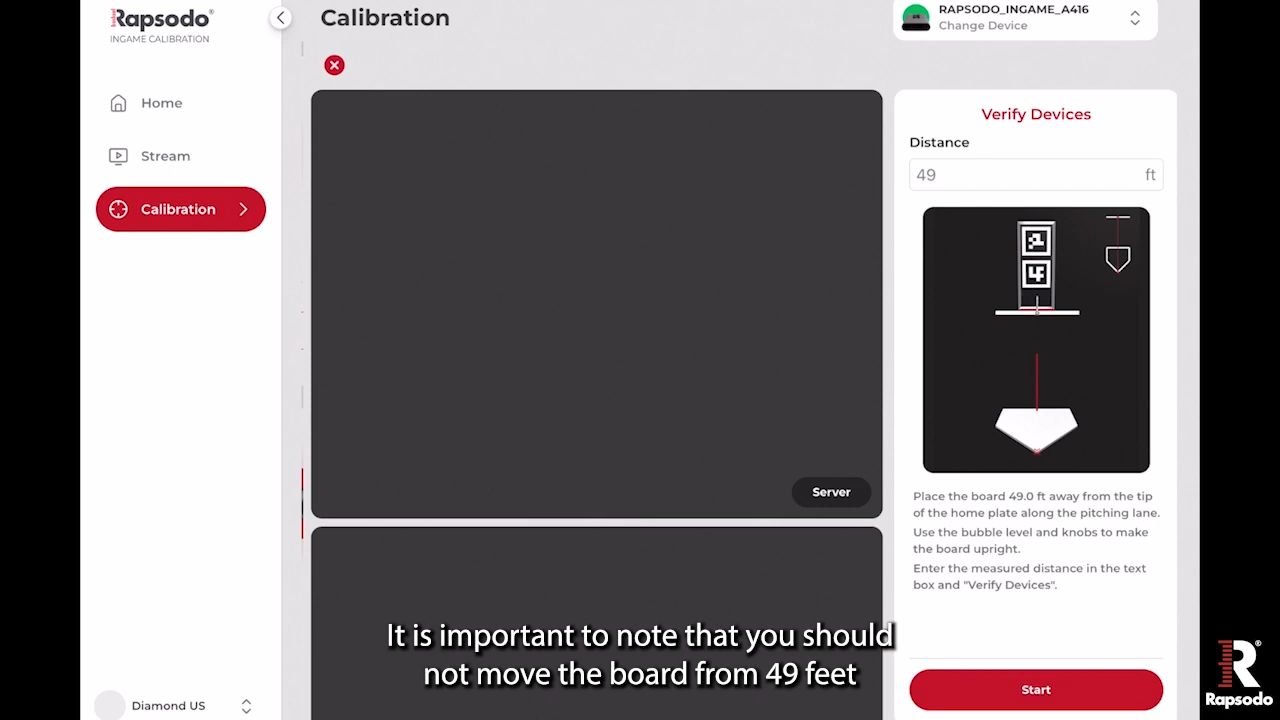 Rapsodo®
INGAME CALIBRATION
Home
Stream
Calibration
Diamond US
Calibration
RAPSODO_INGAME_A416
Change Device
Server
Verify Devices
Distance
49 ft
Place the board 49.0 ft away from the tip
of the home plate along the pitching lane.
Use the bubble level and knobs to make
the board upright.
Enter the measured distance in the text
box and "Verify Devices".
Start
It is important to note that you should
not move the board from 49 feet
R®
Rapsodo